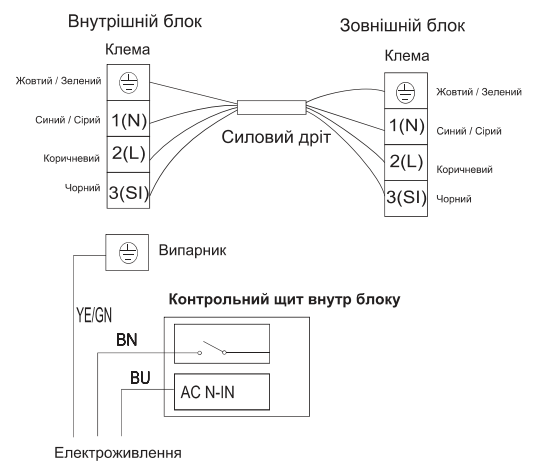 Внутрішній блок
Зовнішній блок
Клема
Клема
Жовтий / Зелений
Синий / Сірий
Коричневий
Чорний
1(N)
2(L)
3(SI)
Силовий дріт
1(N)
2(L)
3(SI)
Жовтий / Зелений
Синий / Сірий
Коричневий
Чорний
Випарник
YE/GN
Контрольний щит внутр блоку
BN
BU
AC N-IN
Електроживлення